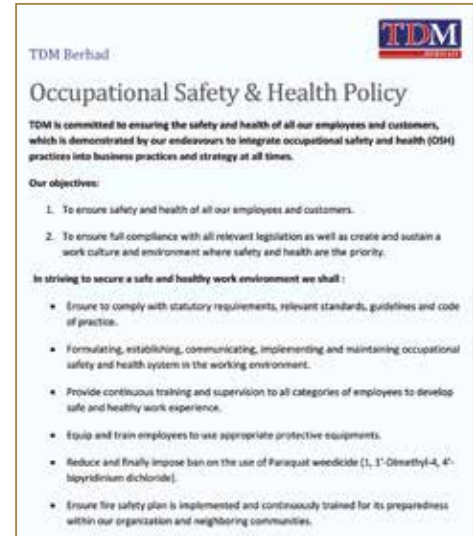 TDM
BERHAD
TDM Berhad
Occupational Safety & Health Policy
TDM is committed to ensuring the safety and health of all our employees and customers,
which is demonstrated by our endeavours to integrate occupational safety and health (OSH)
practices into business practices and strategy at all times.
Our objectives:
1. To ensure safety and health of all our employees and customers.
2. To ensure full compliance with all relevant legislation as well as create and sustain a
work culture and environment where safety and health are the priority.
In striving to secure a safe and healthy work environment we shall :
• Ensure to comply with statutory requirements, relevant standards, guidelines and code
of practice.
• Formulating, establishing, communicating, implementing and maintaining occupational
safety and health system in the working environment.
• Provide continuous training and supervision to all categories of employees to develop
safe and healthy work experience.
• Equip and train employees to use appropriate protective equipments.
• Reduce and finally impose ban on the use of Paraquat weedicide (1, 1'-Dimethyl-4, 4'-
bipyridinium dichloride).
• Ensure fire safety plan is implemented and continuously trained for its preparedness
within our organization and neighboring communities.